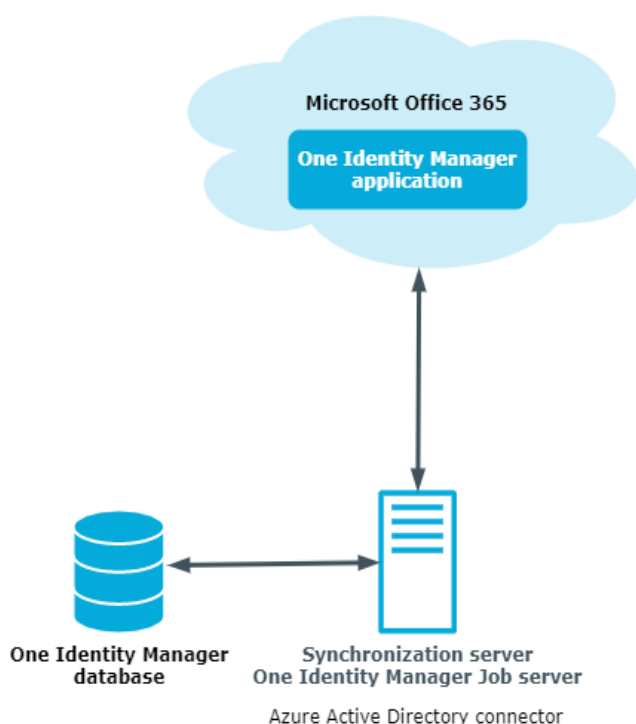 Microsoft Office 365
One Identity Manager
application
One Identity Manager
database
Synchronization server
One Identity Manager Job server
Azure Active Directory connector